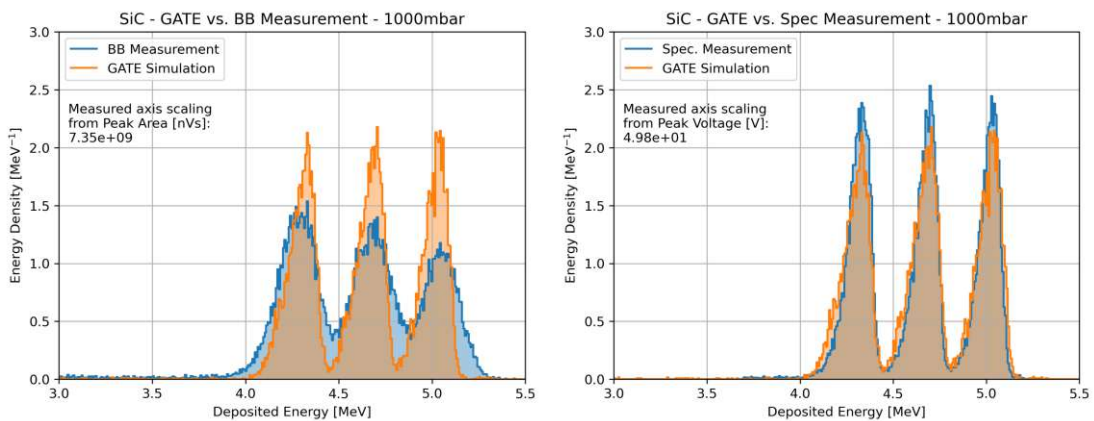 SiC - GATE vs. BB Measurement - 1000mbar
3.0
2.5
2.0
1.5
1.0
0.5
0.0
Energy Density [MeV⁻¹]
BB Measurement
GATE Simulation
Measured axis scaling
from Peak Area [nVs]:
7.35e+09
3.0 3.5 4.0 4.5 5.0 5.5
Deposited Energy [MeV]
SiC - GATE vs. Spec Measurement - 1000mbar
3.0
2.5
2.0
1.5
1.0
0.5
0.0
Energy Density [MeV⁻¹]
Spec. Measurement
GATE Simulation
Measured axis scaling
from Peak Voltage [V]:
4.98e+01
3.0 3.5 4.0 4.5 5.0 5.5
Deposited Energy [MeV]